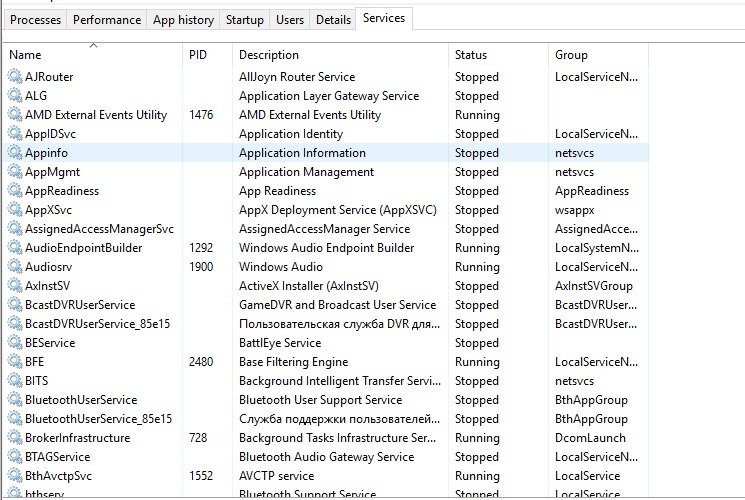 Processes Performance App history Startup Users Details Services
Name PID Description Status Group
AJRouter AllJoyn Router Service Stopped LocalServiceN...
ALG Application Layer Gateway Service Stopped
AMD External Events Utility 1476 AMD External Events Utility Running
AppIDSvc Application Identity Stopped LocalServiceN...
Appinfo Application Information Stopped netsvcs
AppMgmt Application Management Stopped netsvcs
AppReadiness App Readiness Stopped AppReadiness
AppXSvc AppX Deployment Service (AppXSVC) Stopped wsappx
AssignedAccessManagerSvc AssignedAccessManager Service Stopped AssignedAcce...
AudioEndpointBuilder 1292 Windows Audio Endpoint Builder Running LocalSystemN...
Audiosrv 1900 Windows Audio Running LocalServiceN...
AxInstSV ActiveX Installer (AxInstSV) Stopped AxInstSVGroup
BcastDVRUserService GameDVR and Broadcast User Service Stopped BcastDVRUser...
BcastDVRUserService_85e15 Пользовательская служба DVR для... Stopped BcastDVRUser...
BEService BattlEye Service Stopped
BFE 2480 Base Filtering Engine Running LocalServiceN...
BITS Background Intelligent Transfer Servi... Stopped netsvcs
BluetoothUserService Bluetooth User Support Service Stopped BthAppGroup
BluetoothUserService_85e15 Служба поддержки пользователей... Stopped BthAppGroup
BrokerInfrastructure 728 Background Tasks Infrastructure Ser... Running DcomLaunch
BTAGService Bluetooth Audio Gateway Service Stopped LocalServiceN...
BthAvctpSvc 1552 AVCTP service Running LocalService
bthserv Bluetooth Support Service Stopped LocalService